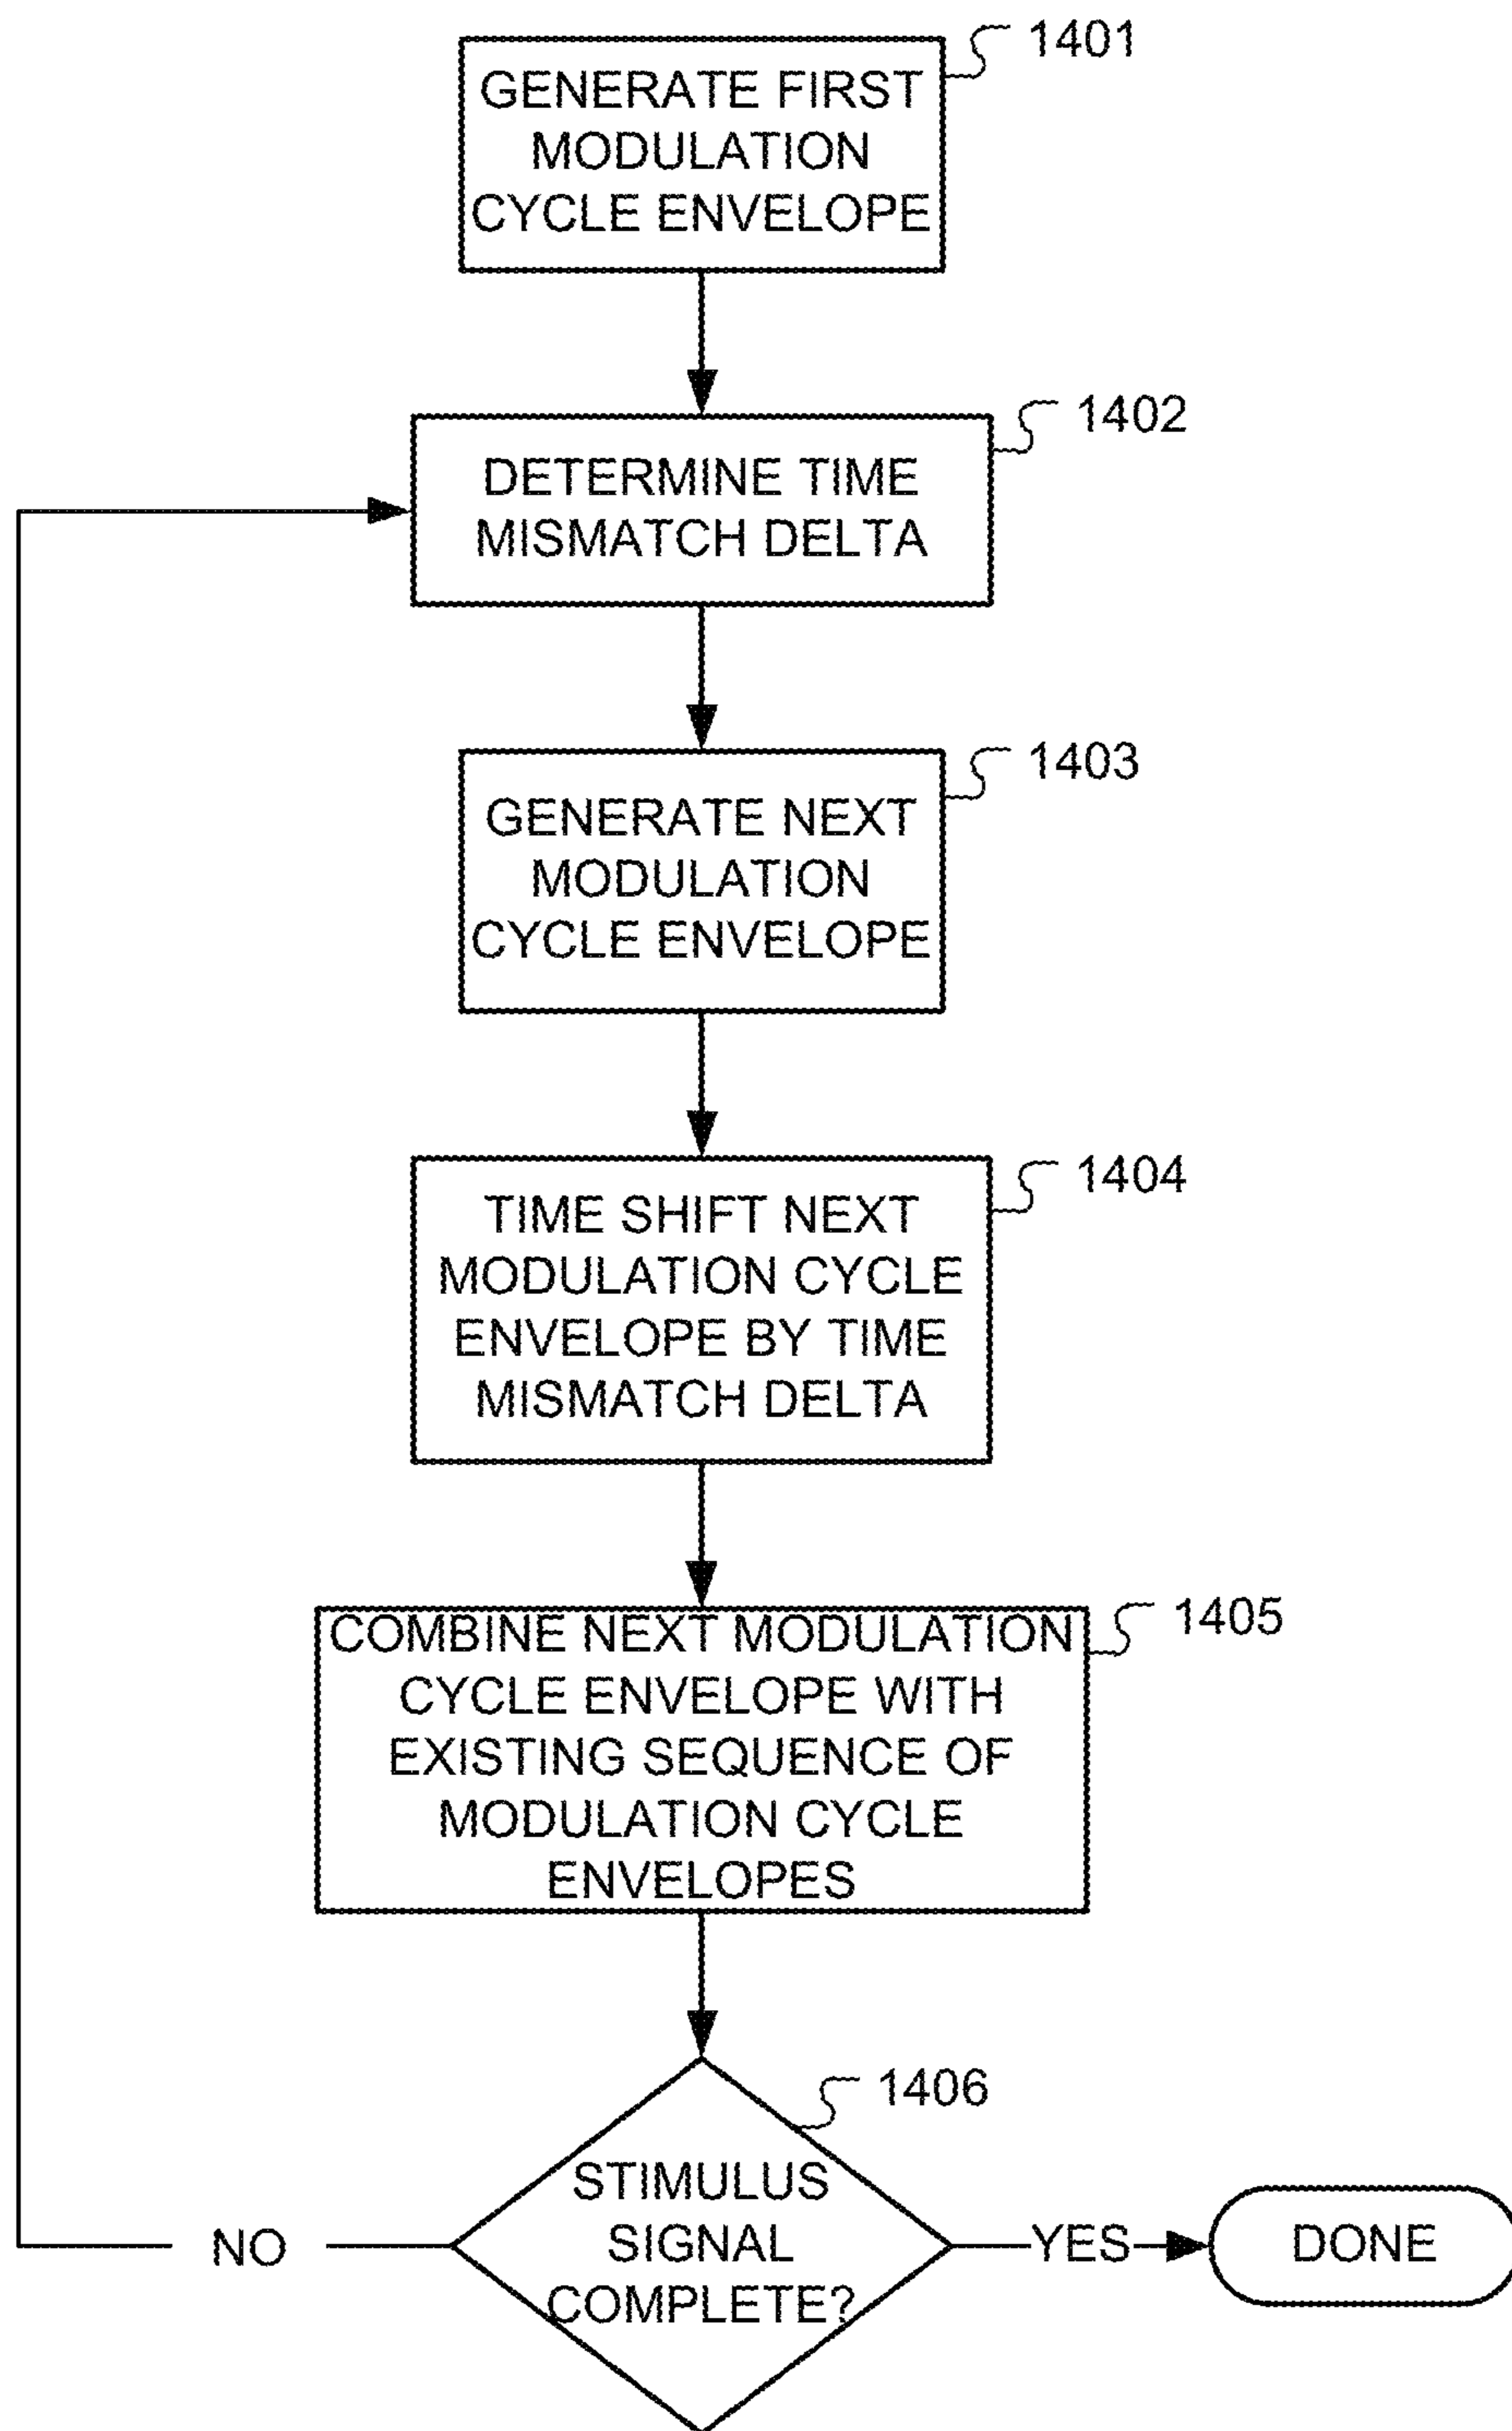 1401
GENERATE FIRST
MODULATION
CYCLE ENVELOPE
1402
DETERMINE TIME
MISMATCH DELTA
1403
GENERATE NEXT
MODULATION
CYCLE ENVELOPE
1404
TIME SHIFT NEXT
MODULATION CYCLE
ENVELOPE BY TIME
MISMATCH DELTA
1405
COMBINE NEXT MODULATION
CYCLE ENVELOPE WITH
EXISTING SEQUENCE OF
MODULATION CYCLE
ENVELOPES
1406
STIMULUS
SIGNAL
COMPLETE?
NO
YES
DONE